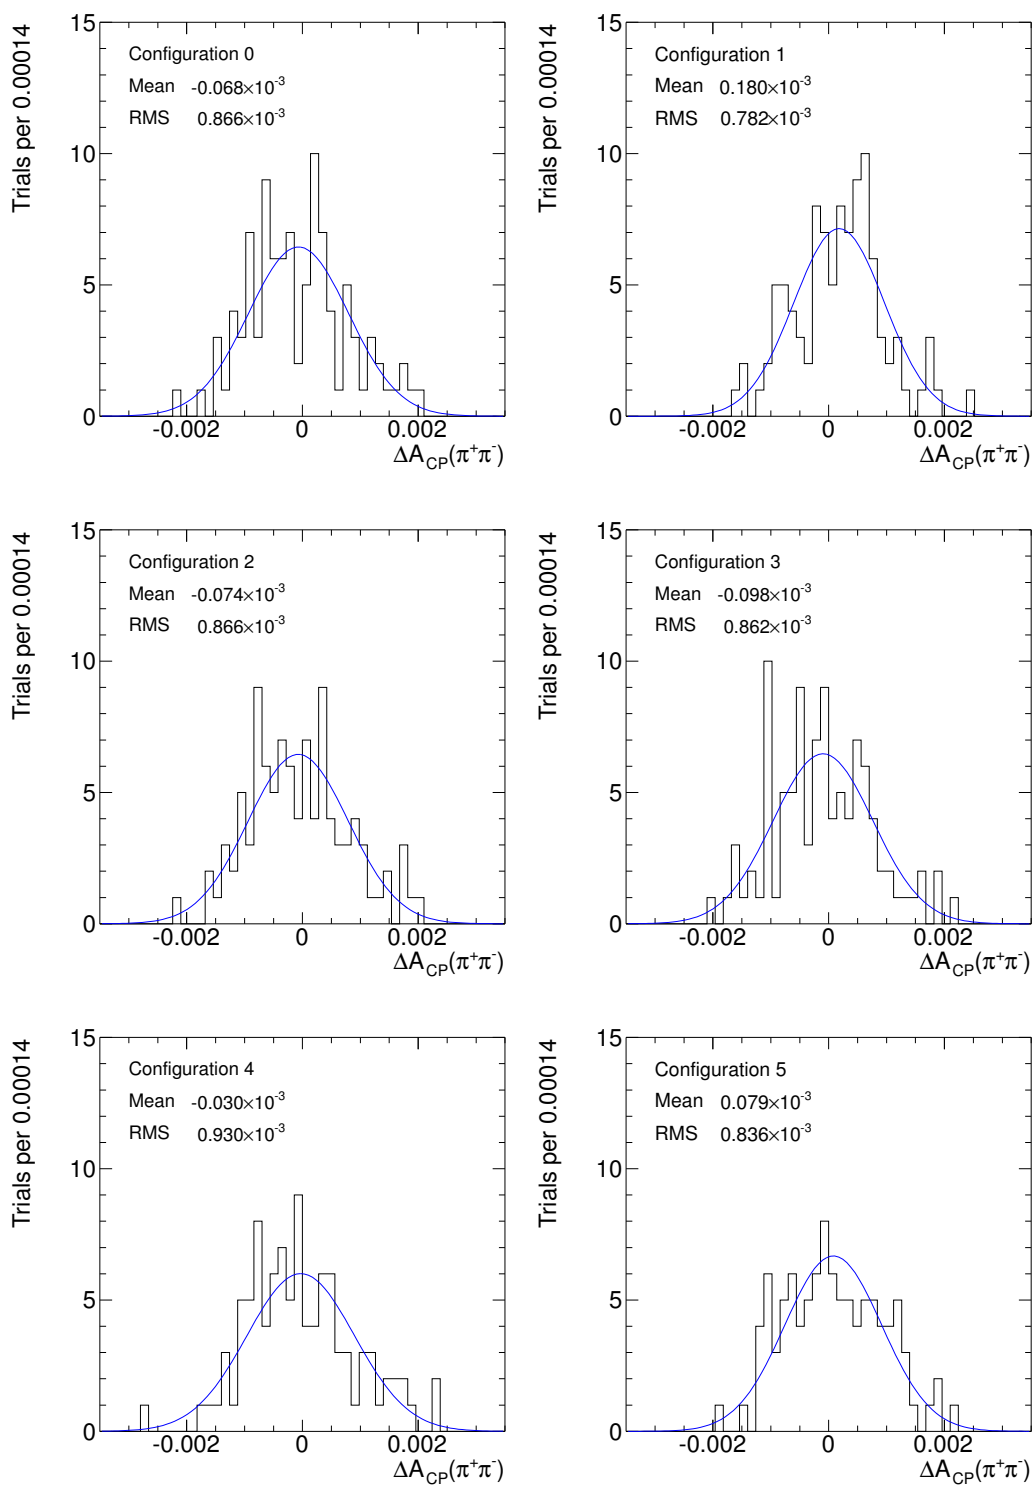 Trials per 0.00014
15
10
5
0
Configuration 0
Mean -0.068×10⁻³
RMS 0.866×10⁻³
-0.002 0 0.002
ΔA_CP(π⁺π⁻)
Trials per 0.00014
15
10
5
0
Configuration 1
Mean 0.180×10⁻³
RMS 0.782×10⁻³
-0.002 0 0.002
ΔA_CP(π⁺π⁻)
Trials per 0.00014
15
10
5
0
Configuration 2
Mean -0.074×10⁻³
RMS 0.866×10⁻³
-0.002 0 0.002
ΔA_CP(π⁺π⁻)
Trials per 0.00014
15
10
5
0
Configuration 3
Mean -0.098×10⁻³
RMS 0.862×10⁻³
-0.002 0 0.002
ΔA_CP(π⁺π⁻)
Trials per 0.00014
15
10
5
0
Configuration 4
Mean -0.030×10⁻³
RMS 0.930×10⁻³
-0.002 0 0.002
ΔA_CP(π⁺π⁻)
Trials per 0.00014
15
10
5
0
Configuration 5
Mean 0.079×10⁻³
RMS 0.836×10⁻³
-0.002 0 0.002
ΔA_CP(π⁺π⁻)